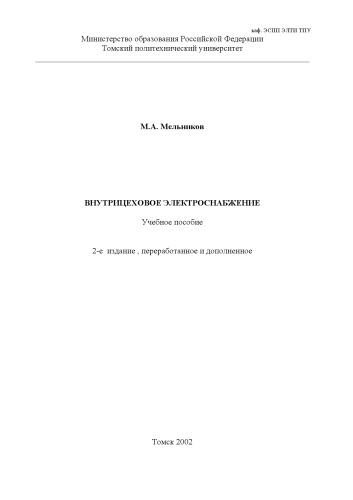 каф. ЭСПП ЭЛТИ ТПУ
Министерство образования Российской Федерации
Томский политехнический университет
М.А. Мельников
ВНУТРИЦЕХОВОЕ ЭЛЕКТРОСНАБЖЕНИЕ
Учебное пособие
2-е издание , переработанное и дополненное
Томск 2002